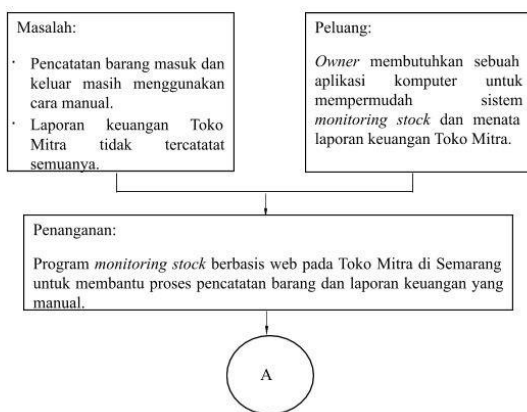 Masalah:
· Pencatatan barang masuk dan
keluar masih menggunakan
cara manual.
· Laporan keuangan Toko
Mitra tidak tercatatat
semuanya.
Peluang:
Owner membutuhkan sebuah
aplikasi komputer untuk
mempermudah sistem
monitoring stock dan menata
laporan keuangan Toko Mitra.
Penanganan:
Program monitoring stock berbasis web pada Toko Mitra di Semarang
untuk membantu proses pencatatan barang dan laporan keuangan yang
manual.
A